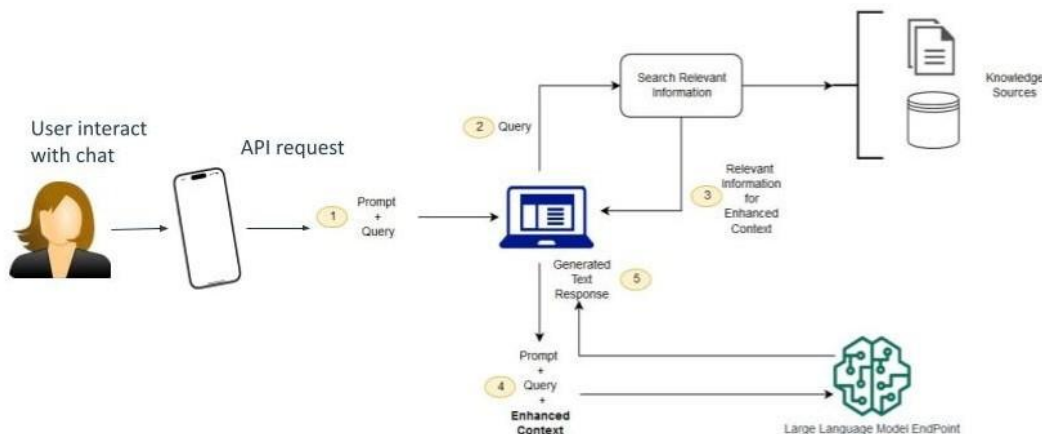 User interact
with chat
API request
1
Prompt
+
Query
2
Query
Search Relevant
Information
Knowledge
Sources
3
Relevant
Information
for
Enhanced
Context
Generated
Text
Response
5
4
Prompt
+
Query
+
Enhanced
Context
Large Language Model EndPoint